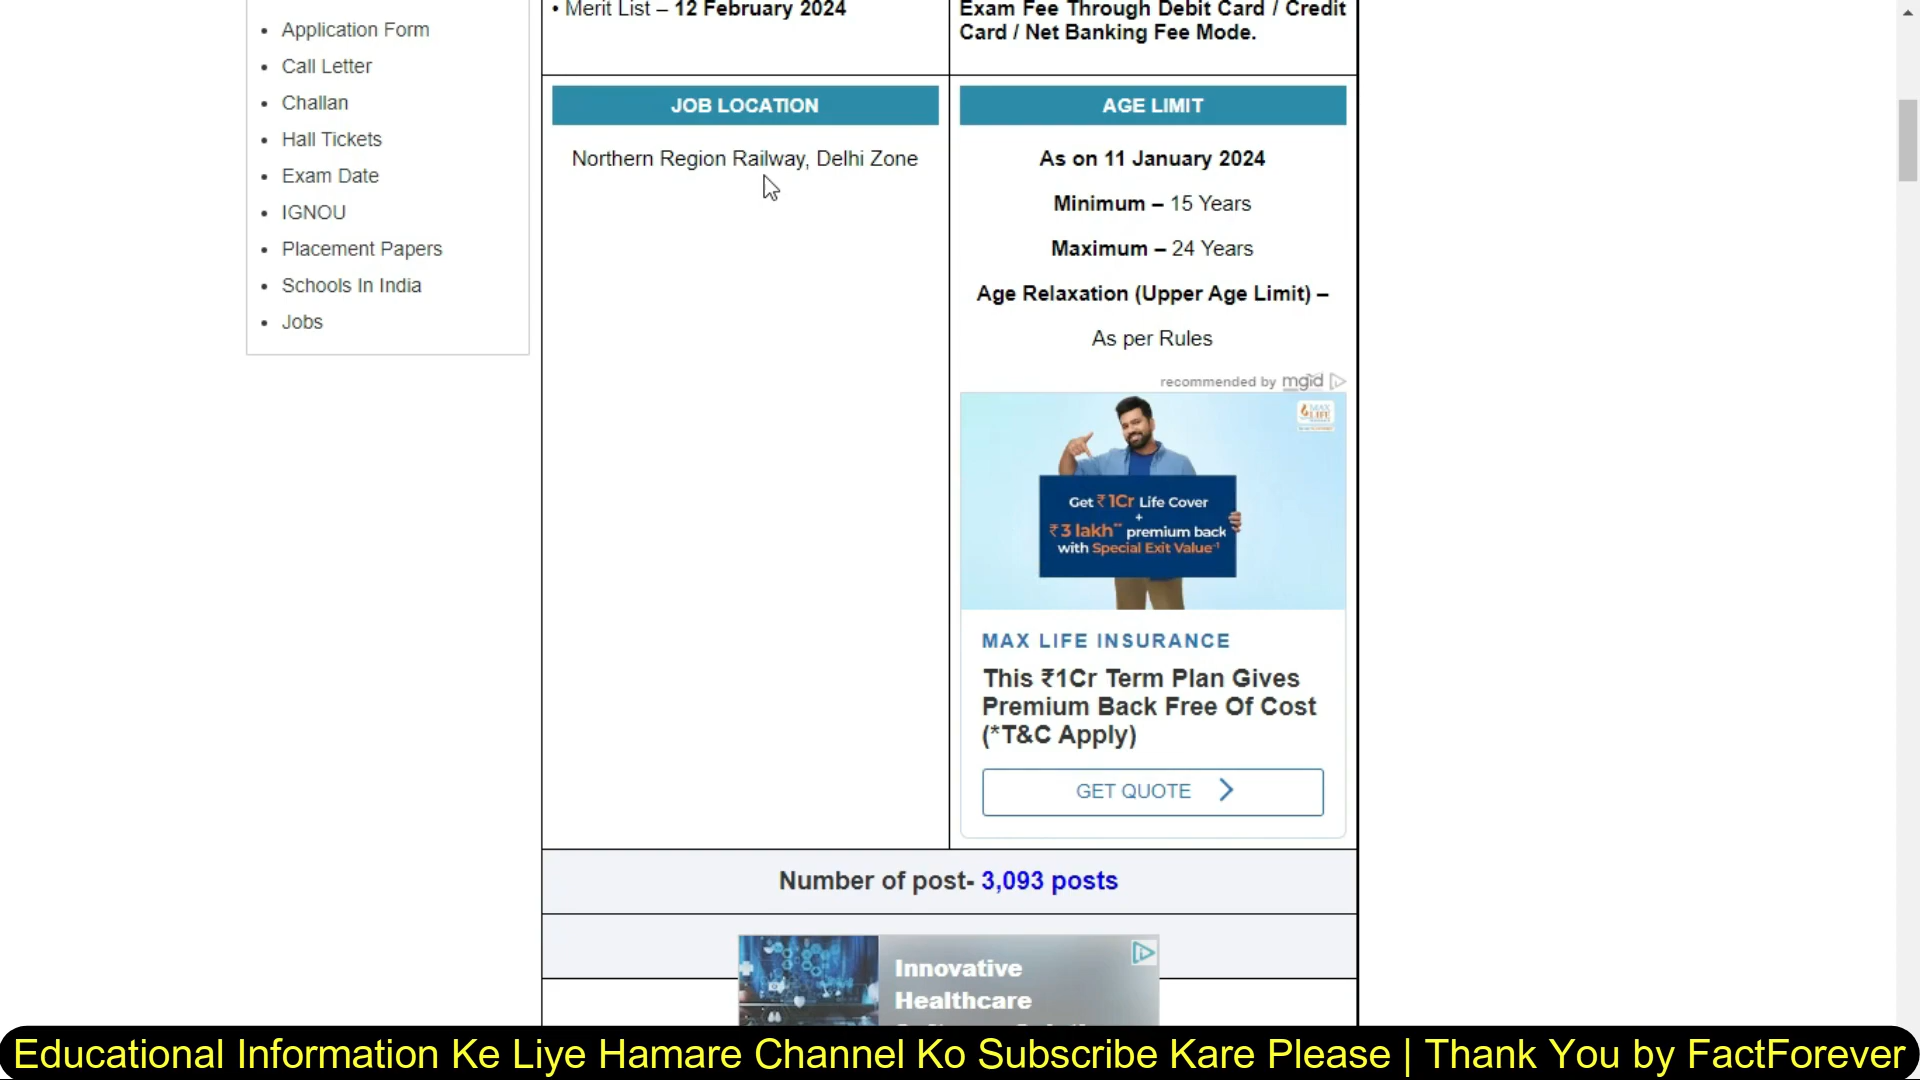 • Merit List – 12 February 2024
Exam Fee Through Debit Card / Credit
Card / Net Banking Fee Mode.
• Application Form
• Call Letter
• Challan
• Hall Tickets
• Exam Date
• IGNOU
• Placement Papers
• Schools In India
• Jobs
JOB LOCATION
Northern Region Railway, Delhi Zone
AGE LIMIT
As on 11 January 2024
Minimum – 15 Years
Maximum – 24 Years
Age Relaxation (Upper Age Limit) –
As per Rules
recommended by mgid
MAX
LIFE
Get ₹1Cr Life Cover
+
₹3 lakh** premium back
with Special Exit Value~1
MAX LIFE INSURANCE
This ₹1Cr Term Plan Gives
Premium Back Free Of Cost
(*T&C Apply)
GET QUOTE
Number of post- 3,093 posts
Innovative
Healthcare
Educational Information Ke Liye Hamare Channel Ko Subscribe Kare Please | Thank You by FactForever